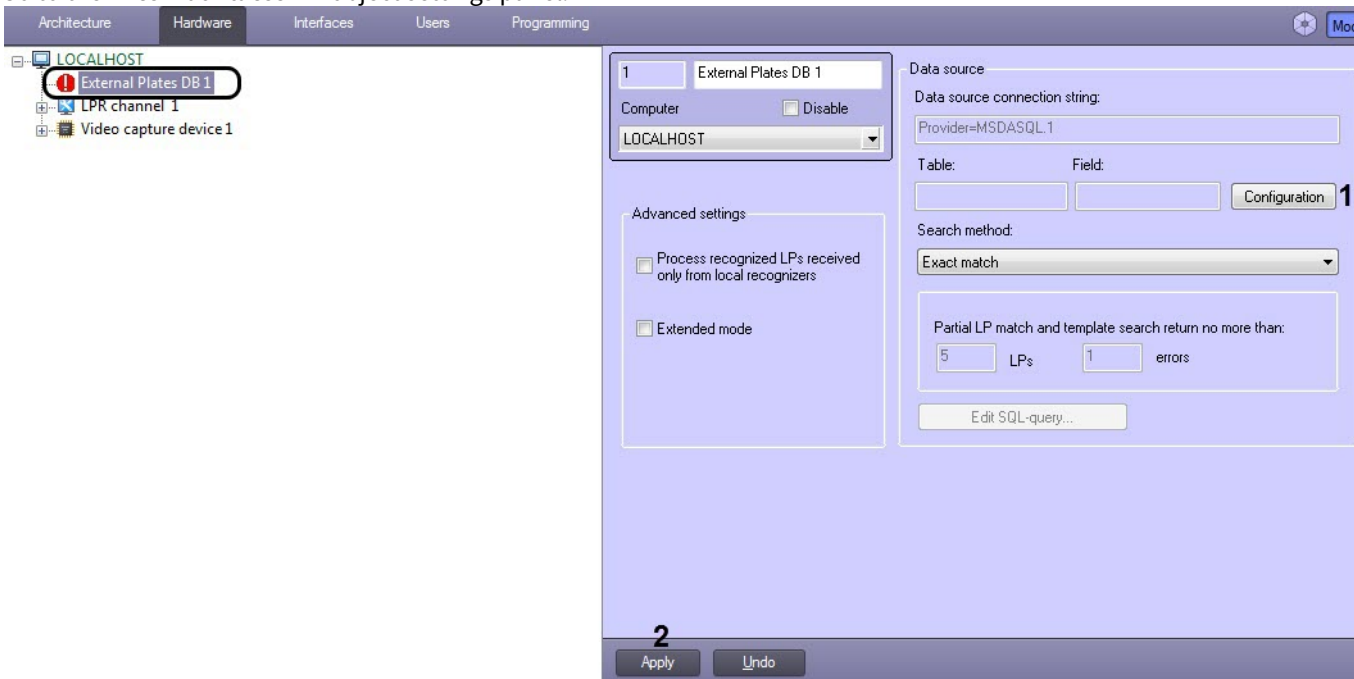 Architecture Hardware Interfaces Users Programming
LOCALHOST
External Plates DB 1
LPR channel 1
Video capture device 1
1 External Plates DB 1
Computer Disable
LOCALHOST
Advanced settings
Process recognized LPs received
only from local recognizers
Extended mode
Data source
Data source connection string:
Provider=MSDASQL.1
Table: Field:
Configuration 1
Search method:
Exact match
Partial LP match and template search return no more than:
5 LPs 1 errors
Edit SQL-query...
2
Apply Undo